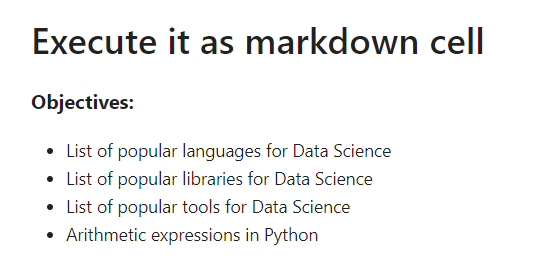 Execute it as markdown cell
Objectives:
• List of popular languages for Data Science
• List of popular libraries for Data Science
• List of popular tools for Data Science
• Arithmetic expressions in Python